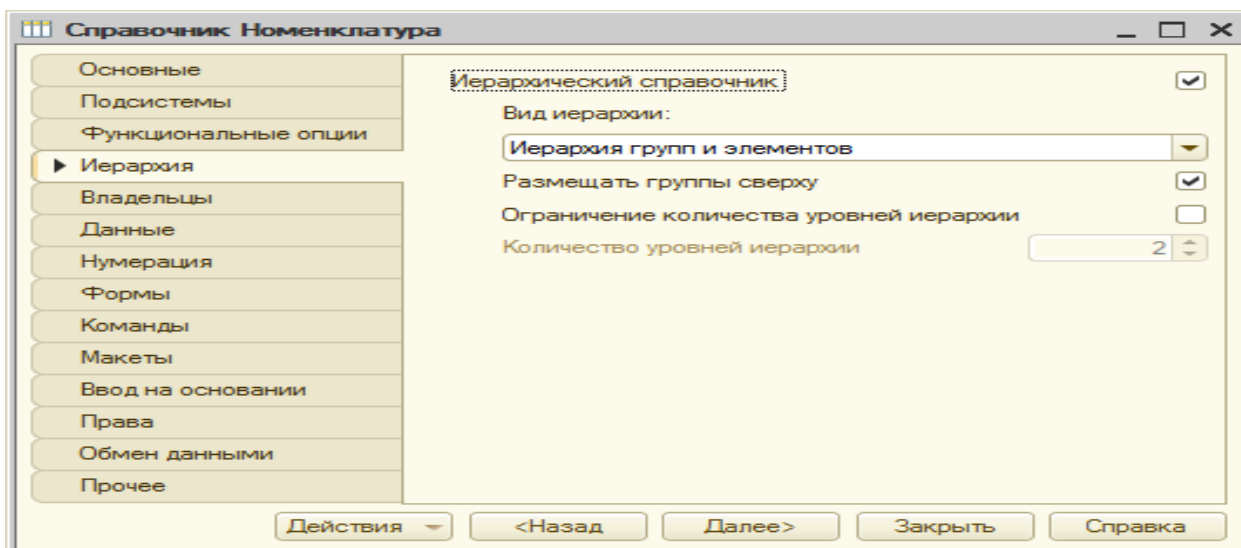 Справочник Номенклатура
Основные
Подсистемы
Функциональные опции
Иерархия
Владельцы
Данные
Нумерация
Формы
Команды
Макеты
Ввод на основании
Права
Обмен данными
Прочее
Иерархический справочник
Вид иерархии:
Иерархия групп и элементов
Размещать группы сверху
Ограничение количества уровней иерархии
Количество уровней иерархии 2
Действия <Назад Далее> Закрыть Справка